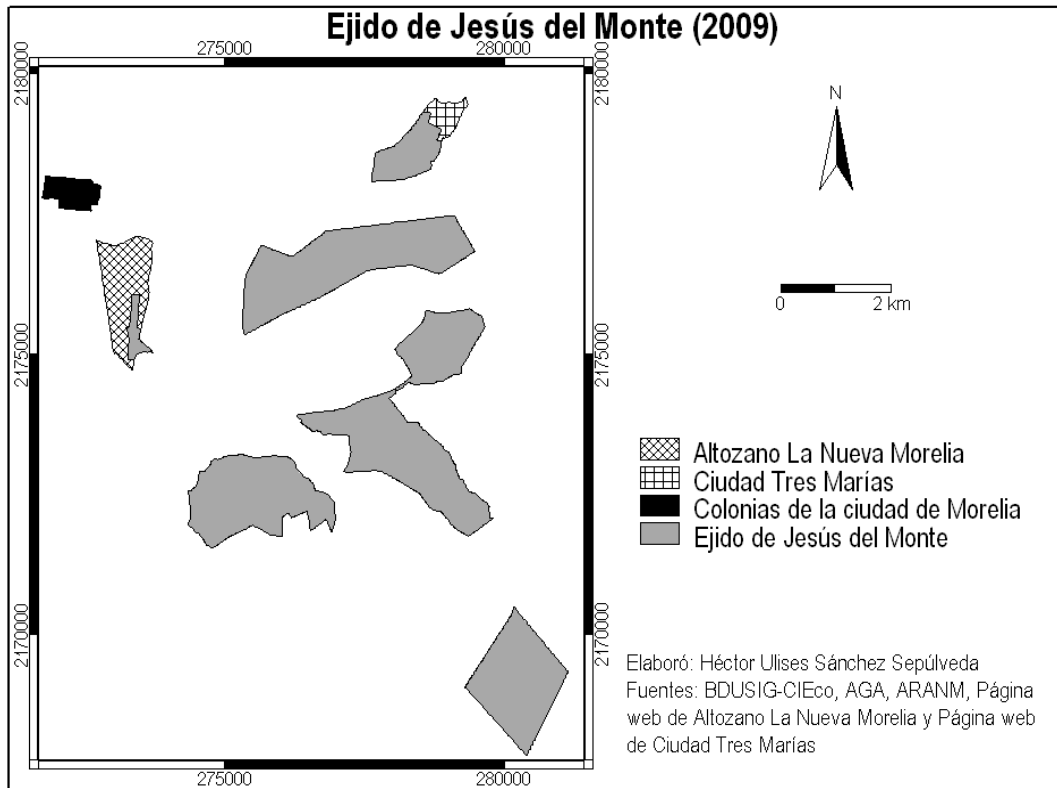 Ejido de Jesús del Monte (2009)
275000
280000
2180000
2180000
N
0
2 km
2175000
2175000
Altozano La Nueva Morelia
Ciudad Tres Marías
Colonias de la ciudad de Morelia
Ejido de Jesús del Monte
2170000
2170000
Elaboró: Héctor Ulises Sánchez Sepúlveda
Fuentes: BDUSIG-CIEco, AGA, ARANM, Página
web de Altozano La Nueva Morelia y Página web
de Ciudad Tres Marías
275000
280000